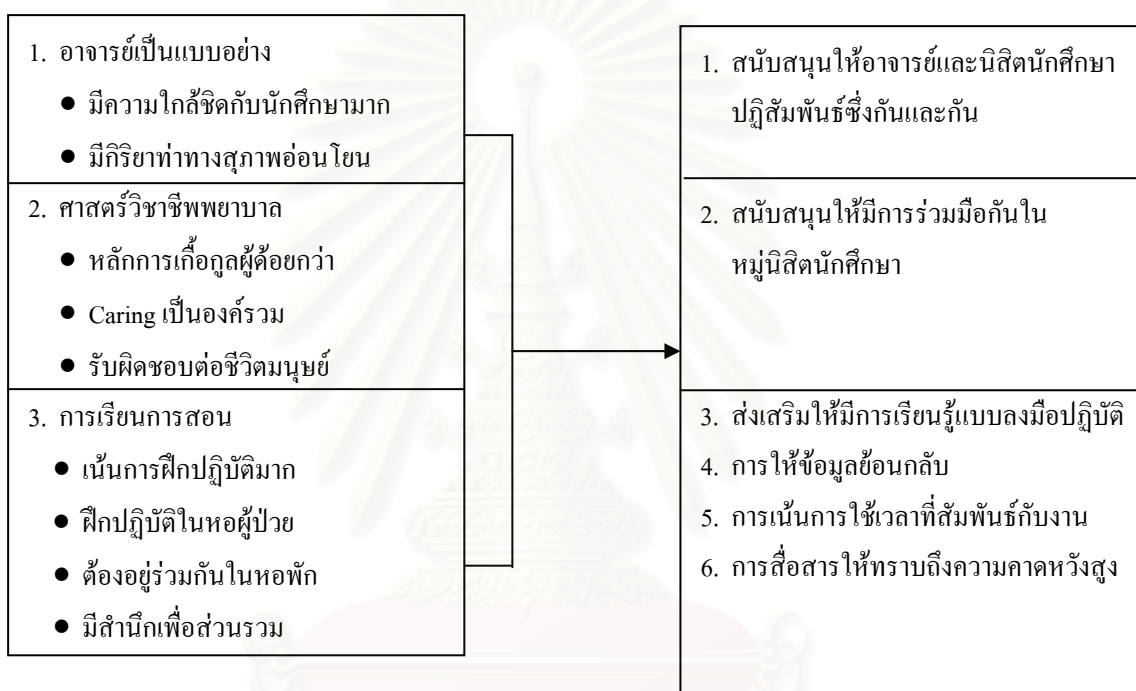 1. อาจารย์เป็นแบบอย่าง
● มีความใกล้ชิดกับนักศึกษามาก
● มีกิริยาท่าทางสุภาพอ่อนโยน
2. ศาสตร์วิชาชีพพยาบาล
● หลักการเกื้อกูลผู้ด้อยกว่า
● Caring เป็นองค์รวม
● รับผิดชอบต่อชีวิตมนุษย์
3. การเรียนการสอน
● เน้นการฝึกปฏิบัติมาก
● ฝึกปฏิบัติในหอผู้ป่วย
● ต้องอยู่ร่วมกันในหอพัก
● มีสำนึกเพื่อส่วนรวม
1. สนับสนุนให้อาจารย์และนิสิตนักศึกษา
ปฏิสัมพันธ์ซึ่งกันและกัน
2. สนับสนุนให้มีการร่วมมือกันใน
หมู่นิสิตนักศึกษา
3. ส่งเสริมให้มีการเรียนรู้แบบลงมือปฏิบัติ
4. การให้ข้อมูลย้อนกลับ
5. การเน้นการใช้เวลาที่สัมพันธ์กับงาน
6. การสื่อสารให้ทราบถึงความคาดหวังสูง